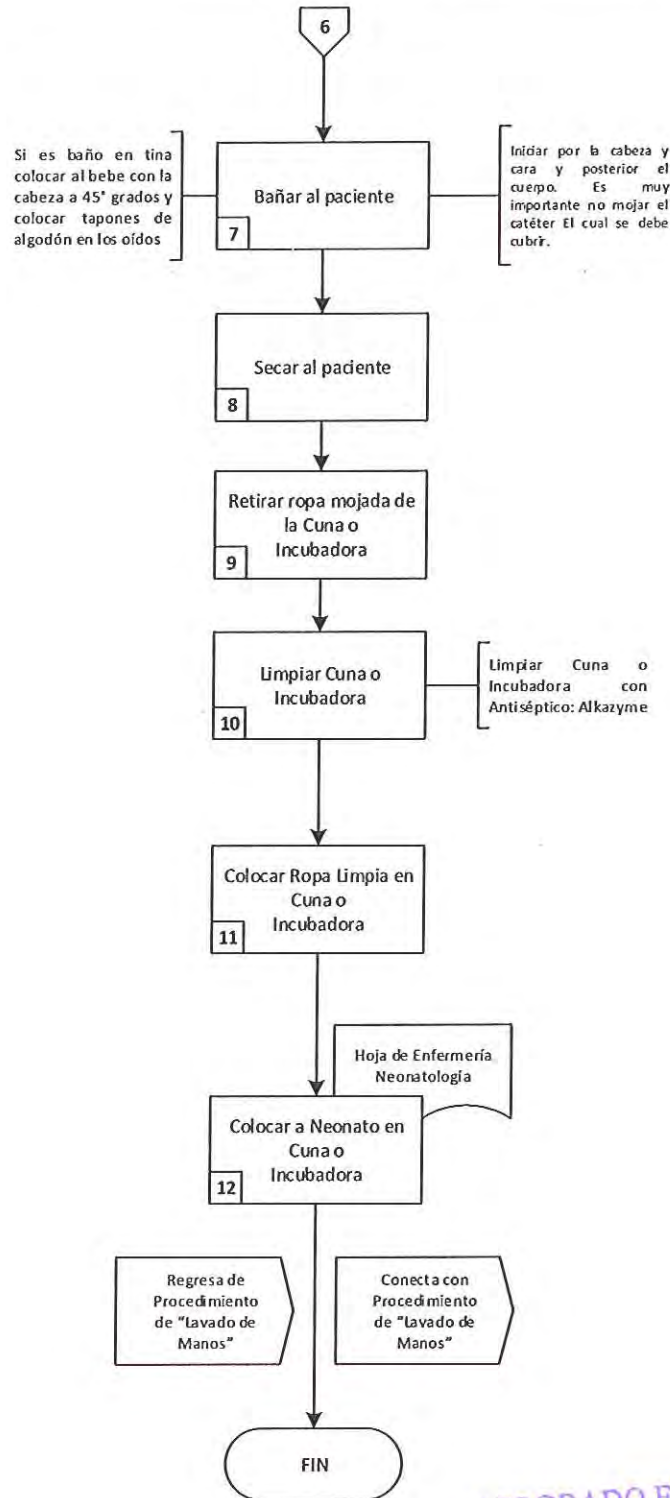 6
Si es baño en tina
colocar al bebe con la
cabeza a 45° grados y
colocar tapones de
algodón en los oídos
Bañar al paciente
7
Iniciar por la cabeza y
cara y posterior el
cuerpo. Es muy
importante no mojar el
catéter El cual se debe
cubrir.
Secar al paciente
8
Retirar ropa mojada de
la Cuna o
Incubadora
9
Limpiar Cuna o
Incubadora
10
Limpiar Cuna o
Incubadora con
Antiséptico: Alkazyme
Colocar Ropa Limpia en
Cuna o
Incubadora
11
Hoja de Enfermería
Neonatología
Colocar a Neonato en
Cuna o
Incubadora
12
Regresa de
Procedimiento
de "Lavado de
Manos"
Conecta con
Procedimiento
de "Lavado de
Manos"
FIN